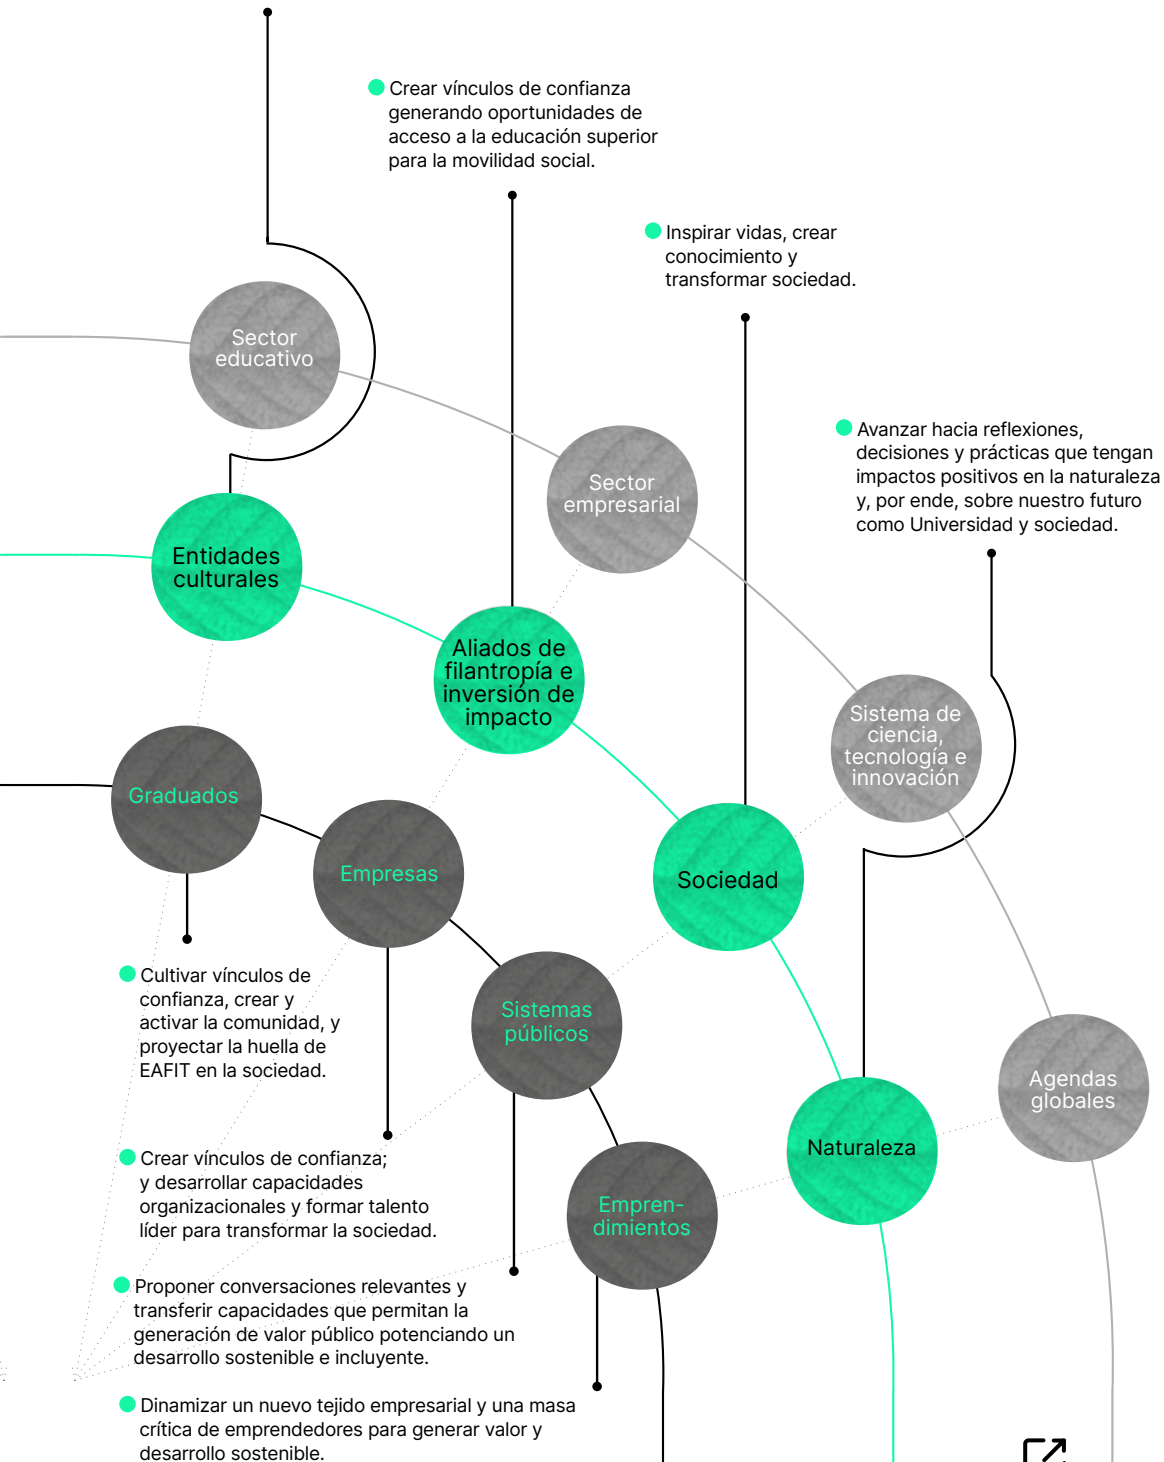 Crear vínculos de confianza
generando oportunidades de
acceso a la educación superior
para la movilidad social.
Inspirar vidas, crear
conocimiento y
transformar sociedad.
Sector
educativo
Avanzar hacia reflexiones,
decisiones y prácticas que tengan
impactos positivos en la naturaleza
y, por ende, sobre nuestro futuro
como Universidad y sociedad.
Sector
empresarial
Entidades
culturales
Aliados de
filantropía e
inversión de
impacto
Sistema de
ciencia,
tecnología e
innovación
Graduados
Empresas
Sociedad
Cultivar vínculos de
confianza, crear y
activar la comunidad, y
proyectar la huella de
EAFIT en la sociedad.
Sistemas
públicos
Agendas
globales
Naturaleza
Crear vínculos de confianza;
y desarrollar capacidades
organizacionales y formar talento
líder para transformar la sociedad.
Empren-
dimientos
Proponer conversaciones relevantes y
transferir capacidades que permitan la
generación de valor público potenciando un
desarrollo sostenible e incluyente.
Dinamizar un nuevo tejido empresarial y una masa
crítica de emprendedores para generar valor y
desarrollo sostenible.